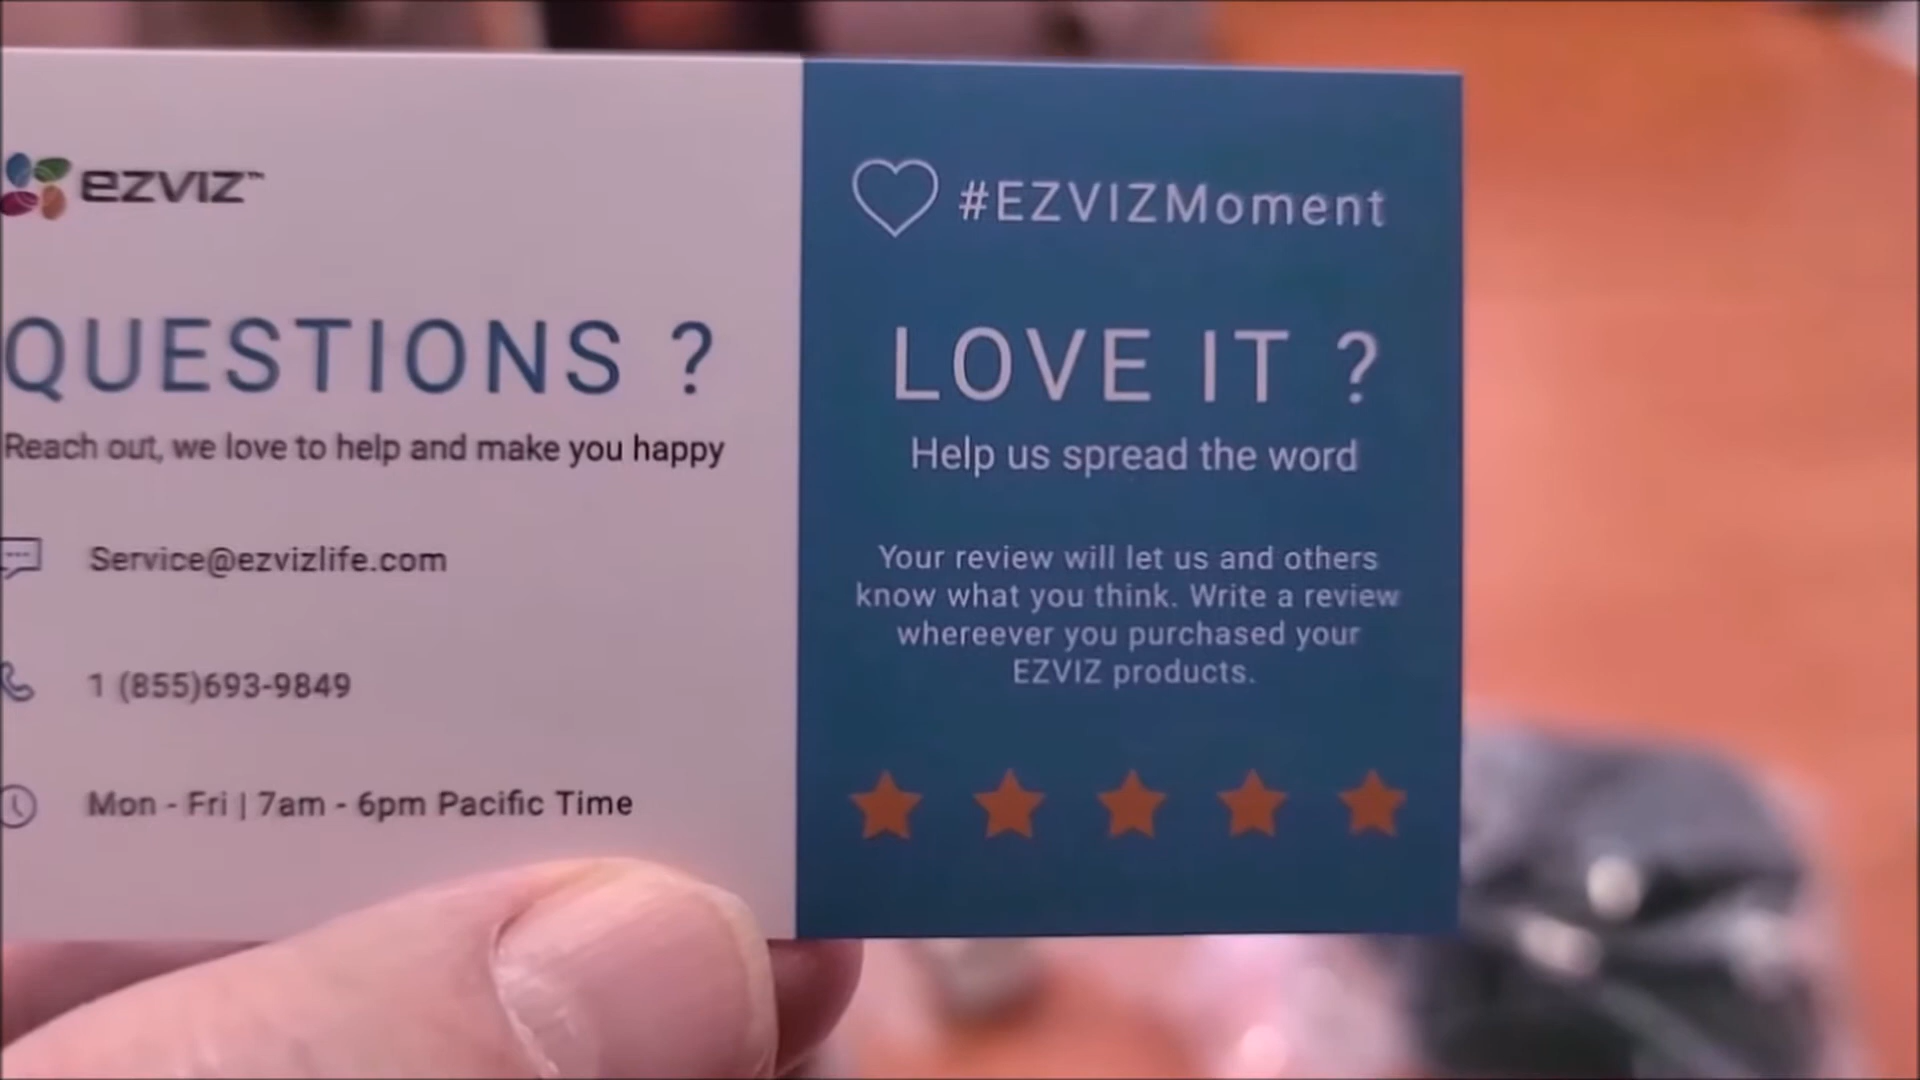 ezviz™
QUESTIONS ?
Reach out, we love to help and make you happy
Service@ezvizlife.com
1 (855)693-9849
Mon - Fri | 7am - 6pm Pacific Time
#EZVIZMoment
LOVE IT ?
Help us spread the word
Your review will let us and others
know what you think. Write a review
whereever you purchased your
EZVIZ products.